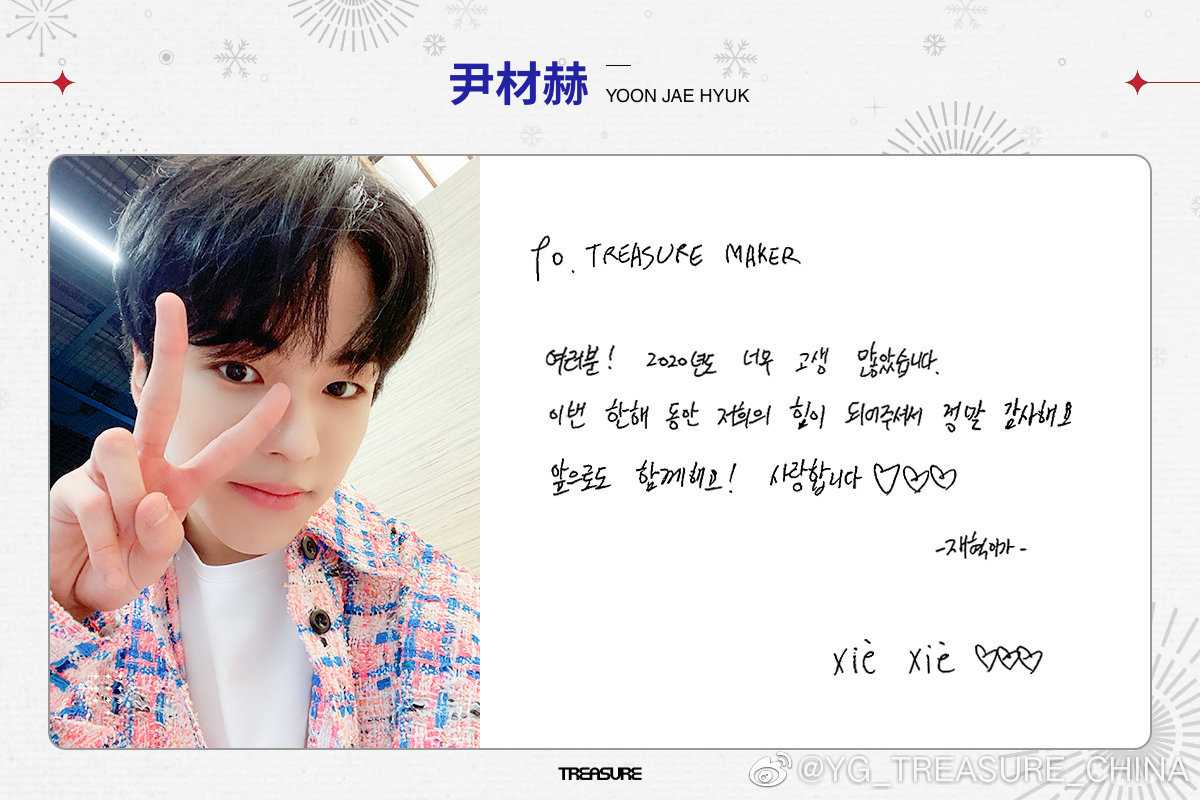 尹材赫
YOON JAE HYUK
To. TREASURE MAKER
여러분! 2020년도 너무 고생 많았습니다.
이번 한해 동안 저희의 힘이 되어주셔서 정말 감사해요
앞으로도 함께해요! 사랑합니다 ♡♡♡
-재혁이가-
xiè xiè ♡♡♡
TREASURE
@YG_TREASURE_CHINA